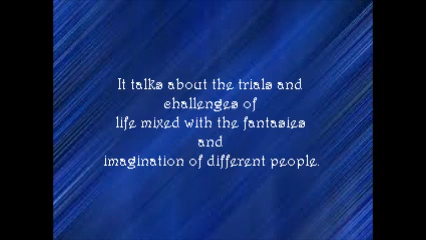 It talks about the trials and
challenges of
life mixed with the fantasies
and
imagination of different people.